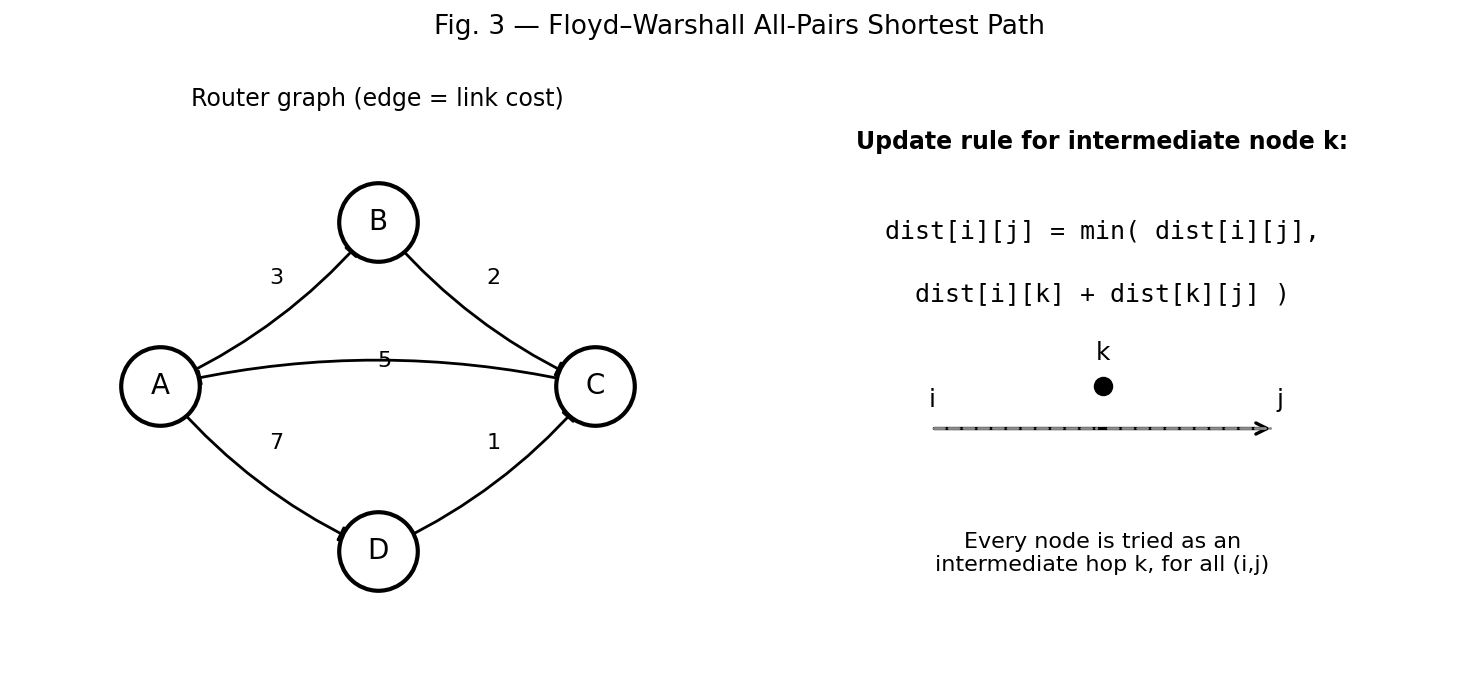 Fig. 3 — Floyd–Warshall All-Pairs Shortest Path
Router graph (edge = link cost)
B
3
2
A
5
C
7
1
D
Update rule for intermediate node k:
dist[i][j] = min( dist[i][j],
dist[i][k] + dist[k][j] )
k
i
j
Every node is tried as an
intermediate hop k, for all (i,j)